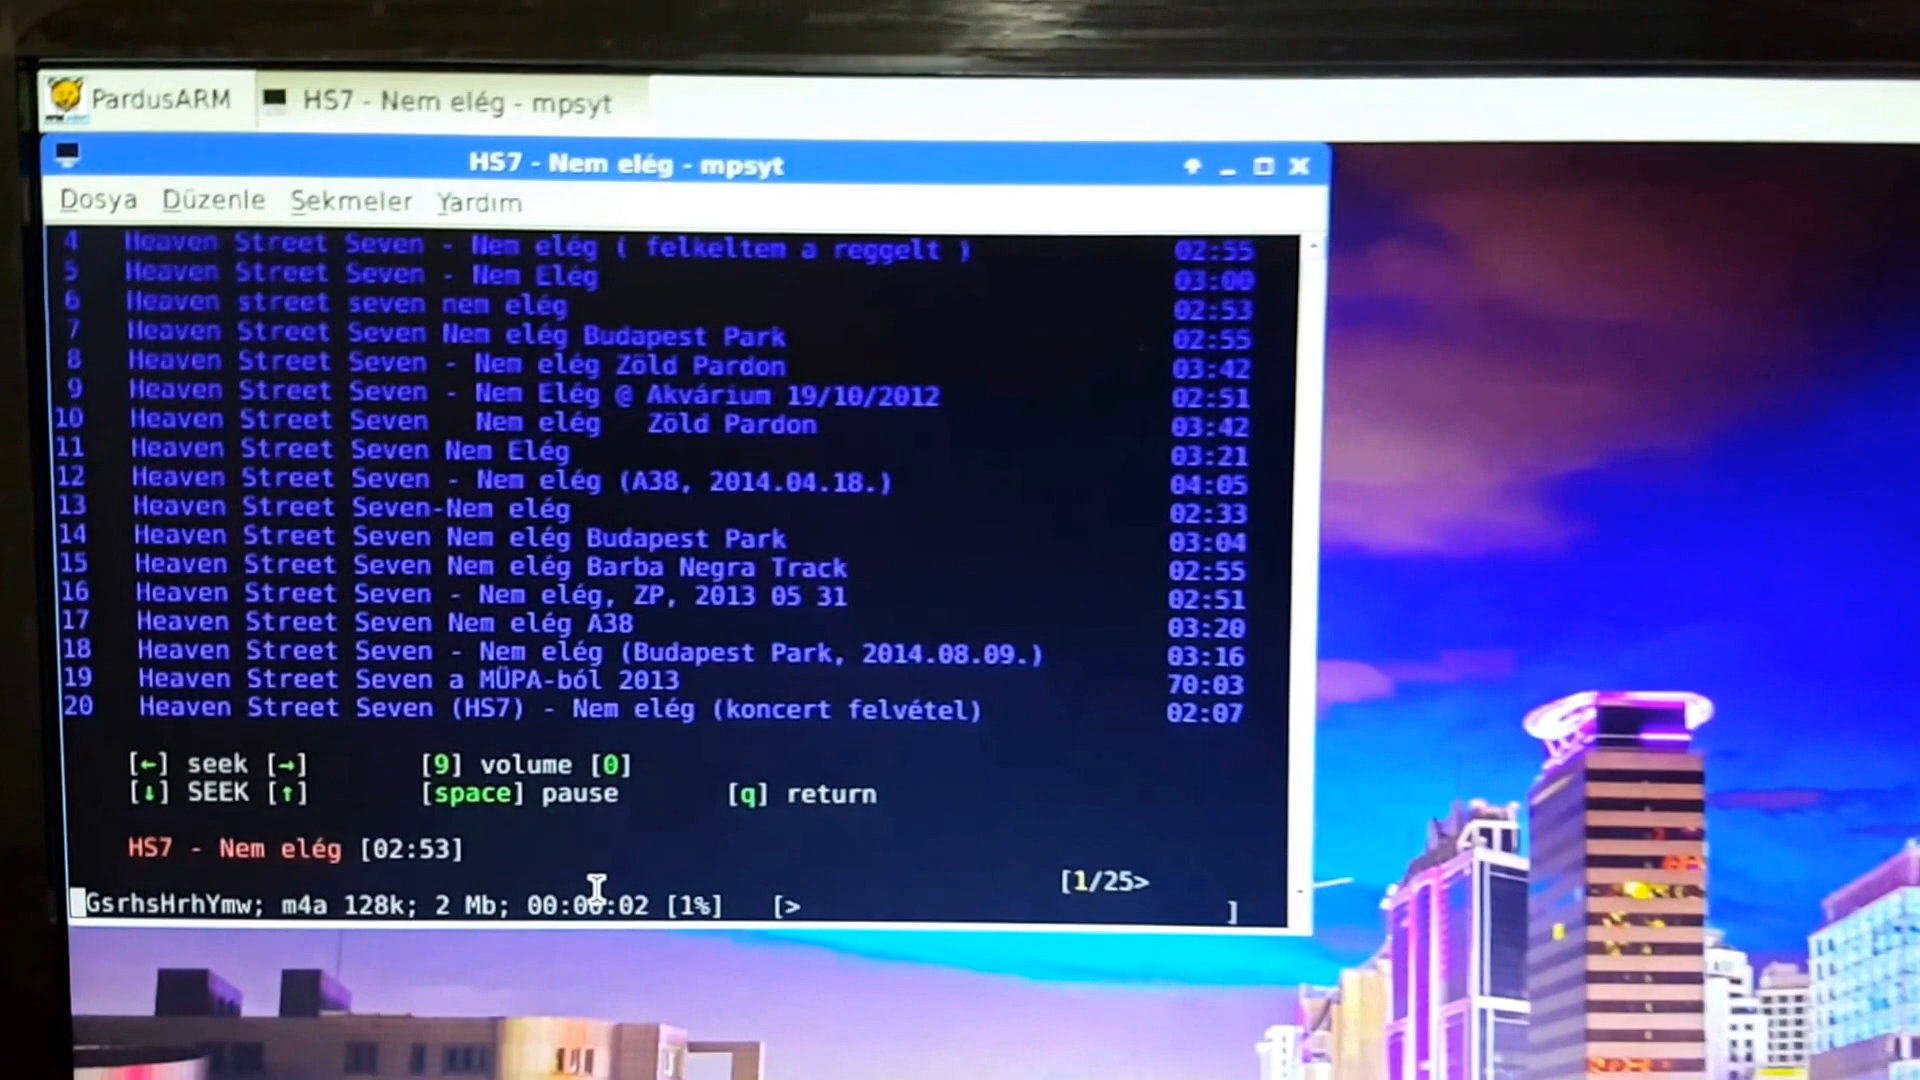 PardusARM HS7 - Nem elég - mpsyt
HS7 - Nem elég - mpsyt
Dosya Düzenle Sekmeler Yardım
4 Heaven Street Seven - Nem elég ( felkeltem a reggelt ) 02:55
5 Heaven Street Seven - Nem Elég 03:00
6 Heaven street seven nem elég 02:53
7 Heaven Street Seven Nem elég Budapest Park 02:55
8 Heaven Street Seven - Nem elég Zöld Pardon 03:42
9 Heaven Street Seven - Nem Elég @ Akvárium 19/10/2012 02:51
10 Heaven Street Seven Nem elég Zöld Pardon 03:42
11 Heaven Street Seven Nem Elég 03:21
12 Heaven Street Seven - Nem elég (A38, 2014.04.18.) 04:05
13 Heaven Street Seven-Nem elég 02:33
14 Heaven Street Seven Nem elég Budapest Park 03:04
15 Heaven Street Seven Nem elég Barba Negra Track 02:55
16 Heaven Street Seven - Nem elég, ZP, 2013 05 31 02:51
17 Heaven Street Seven Nem elég A38 03:20
18 Heaven Street Seven - Nem elég (Budapest Park, 2014.08.09.) 03:16
19 Heaven Street Seven a MÜPA-ból 2013 70:03
20 Heaven Street Seven (HS7) - Nem elég (koncert felvétel) 02:07
[←] seek [→] [9] volume [0]
[↓] SEEK [↑] [space] pause [q] return
HS7 - Nem elég [02:53]
[1/25>
GsrhsHrhYmw; m4a 128k; 2 Mb; 00:00:02 [1%] [> ]